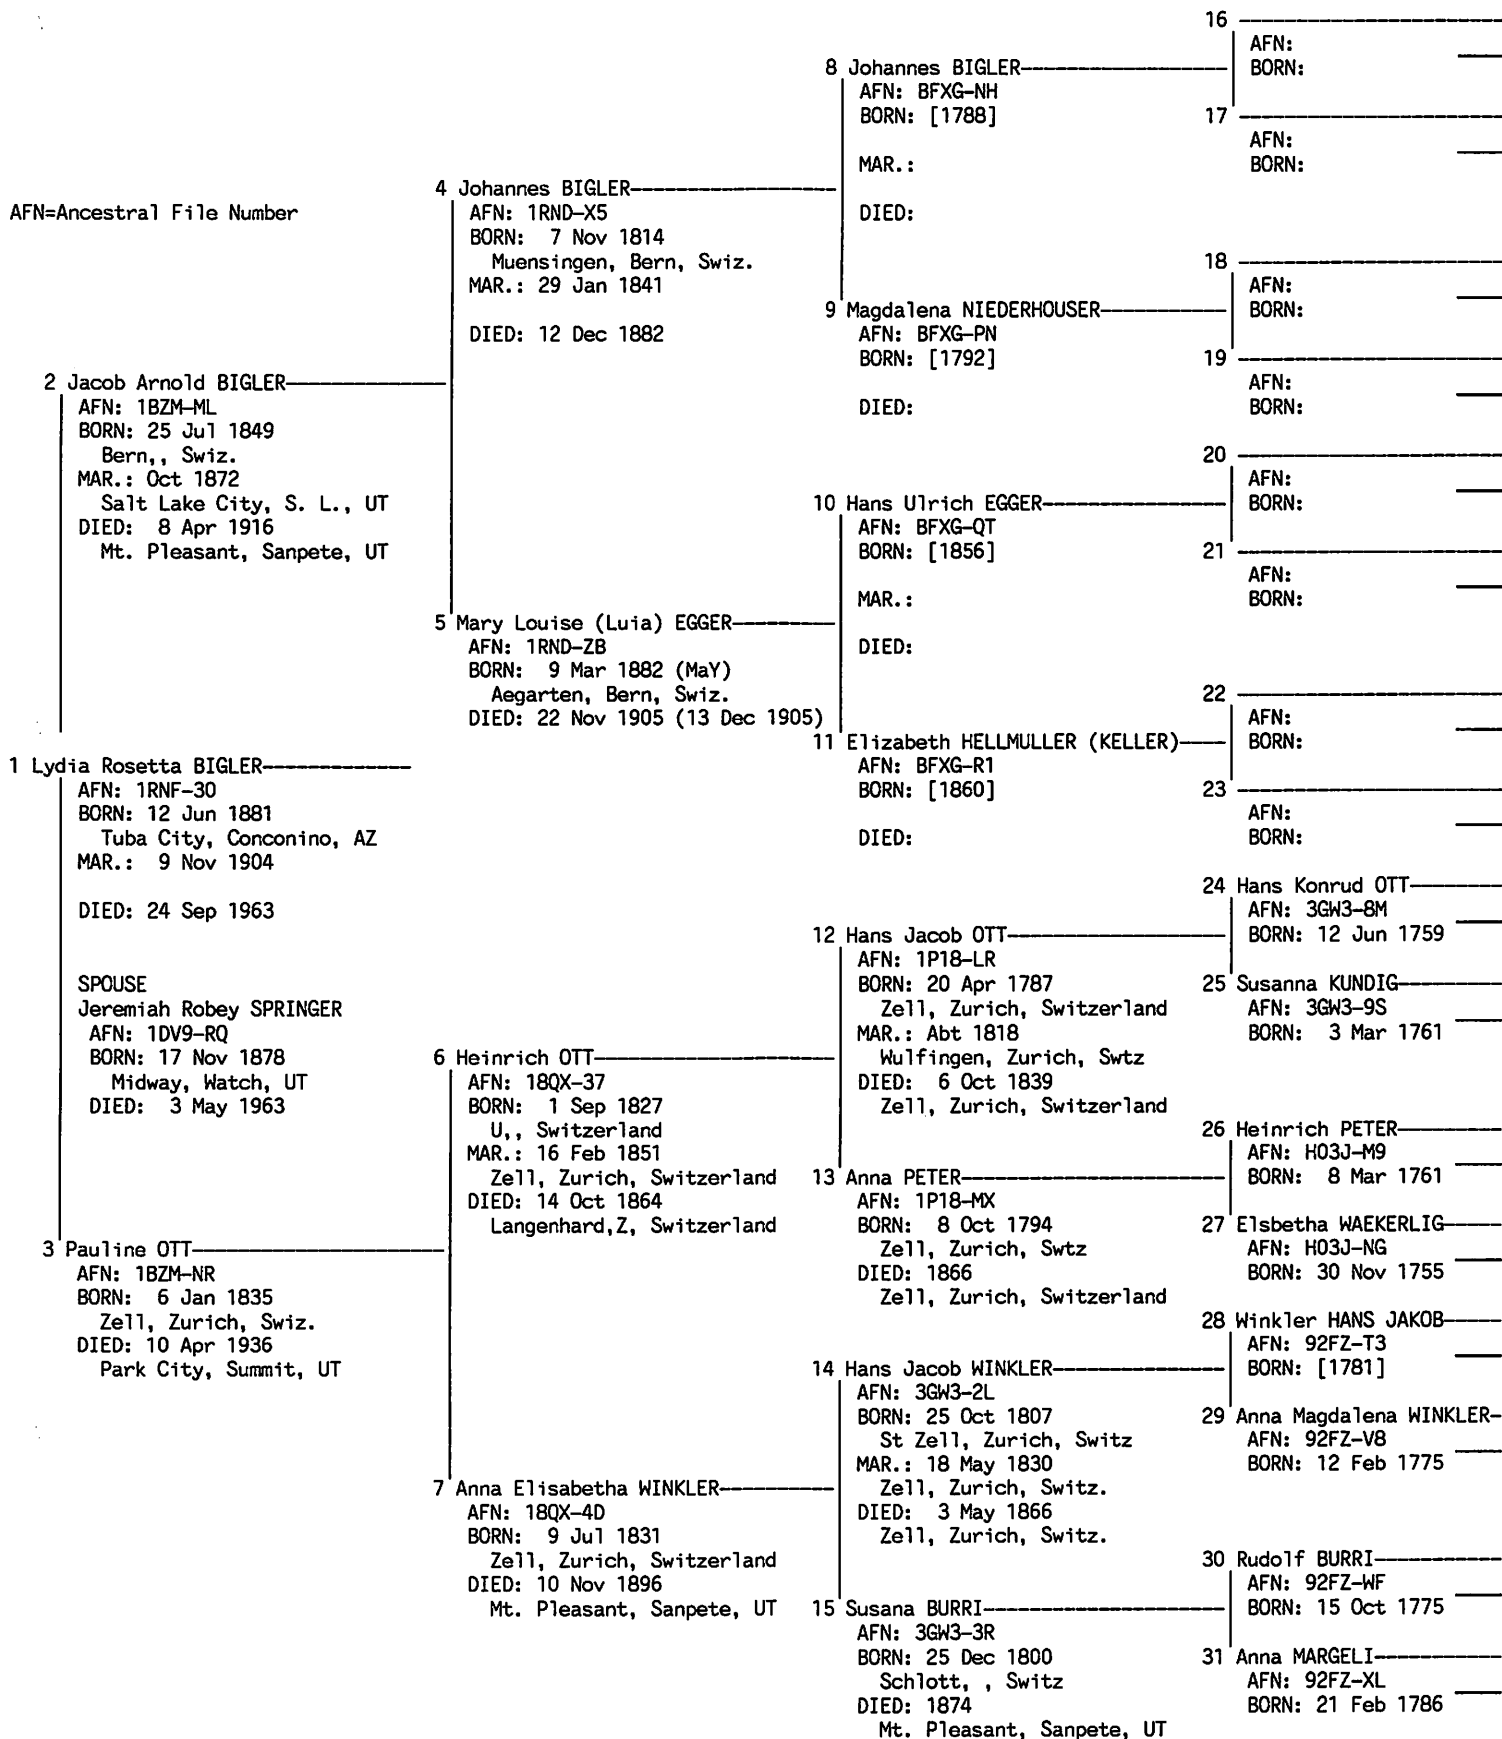 AFN=Ancestral File Number
1 Lydia Rosetta BIGLER
AFN: 1RNF-30
BORN: 12 Jun 1881
Tuba City, Conconino, AZ
MAR.: 9 Nov 1904
DIED: 24 Sep 1963
SPOUSE
Jeremiah Robey SPRINGER
AFN: 1DV9-RQ
BORN: 17 Nov 1878
Midway, Watch, UT
DIED: 3 May 1963
2 Jacob Arnold BIGLER
AFN: 1BZM-ML
BORN: 25 Jul 1849
Bern,, Swiz.
MAR.: Oct 1872
Salt Lake City, S. L., UT
DIED: 8 Apr 1916
Mt. Pleasant, Sanpete, UT
3 Pauline OTT
AFN: 1BZM-NR
BORN: 6 Jan 1835
Zell, Zurich, Swiz.
DIED: 10 Apr 1936
Park City, Summit, UT
4 Johannes BIGLER
AFN: 1RND-X5
BORN: 7 Nov 1814
Muensingen, Bern, Swiz.
MAR.: 29 Jan 1841
DIED: 12 Dec 1882
5 Mary Louise (Luia) EGGER
AFN: 1RND-ZB
BORN: 9 Mar 1882 (MaY)
Aegarten, Bern, Swiz.
DIED: 22 Nov 1905 (13 Dec 1905)
6 Heinrich OTT
AFN: 18QX-37
BORN: 1 Sep 1827
U,, Switzerland
MAR.: 16 Feb 1851
Zell, Zurich, Switzerland
DIED: 14 Oct 1864
Langenhard,Z, Switzerland
7 Anna Elisabetha WINKLER
AFN: 18QX-4D
BORN: 9 Jul 1831
Zell, Zurich, Switzerland
DIED: 10 Nov 1896
Mt. Pleasant, Sanpete, UT
8 Johannes BIGLER
AFN: BFXG-NH
BORN: [1788]
MAR.:
DIED:
9 Magdalena NIEDERHOUSER
AFN: BFXG-PN
BORN: [1792]
DIED:
10 Hans Ulrich EGGER
AFN: BFXG-QT
BORN: [1856]
MAR.:
DIED:
11 Elizabeth HELLMULLER (KELLER)
AFN: BFXG-R1
BORN: [1860]
DIED:
12 Hans Jacob OTT
AFN: 1P18-LR
BORN: 20 Apr 1787
Zell, Zurich, Switzerland
MAR.: Abt 1818
Wulfingen, Zurich, Swtz
DIED: 6 Oct 1839
Zell, Zurich, Switzerland
13 Anna PETER
AFN: 1P18-MX
BORN: 8 Oct 1794
Zell, Zurich, Swtz
DIED: 1866
Zell, Zurich, Switzerland
14 Hans Jacob WINKLER
AFN: 3GW3-2L
BORN: 25 Oct 1807
St Zell, Zurich, Switz
MAR.: 18 May 1830
Zell, Zurich, Switz.
DIED: 3 May 1866
Zell, Zurich, Switz.
15 Susana BURRI
AFN: 3GW3-3R
BORN: 25 Dec 1800
Schlott, , Switz
DIED: 1874
Mt. Pleasant, Sanpete, UT
16
AFN:
BORN:
17
AFN:
BORN:
18
AFN:
BORN:
19
AFN:
BORN:
20
AFN:
BORN:
21
AFN:
BORN:
22
AFN:
BORN:
23
AFN:
BORN:
24 Hans Konrud OTT
AFN: 3GW3-8M
BORN: 12 Jun 1759
25 Susanna KUNDIG
AFN: 3GW3-9S
BORN: 3 Mar 1761
26 Heinrich PETER
AFN: H03J-M9
BORN: 8 Mar 1761
27 Elsbetha WAEKERLIG
AFN: H03J-NG
BORN: 30 Nov 1755
28 Winkler HANS JAKOB
AFN: 92FZ-T3
BORN: [1781]
29 Anna Magdalena WINKLER
AFN: 92FZ-V8
BORN: 12 Feb 1775
30 Rudolf BURRI
AFN: 92FZ-WF
BORN: 15 Oct 1775
31 Anna MARGELI
AFN: 92FZ-XL
BORN: 21 Feb 1786